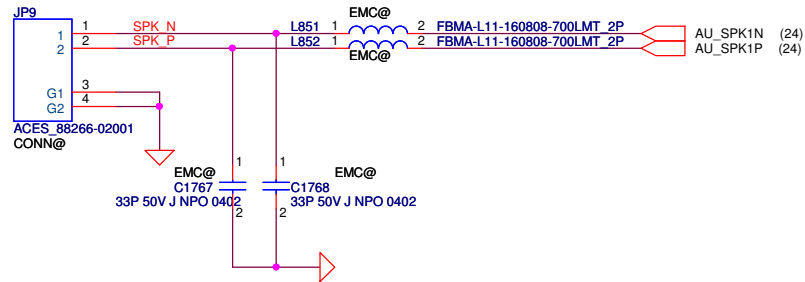 JP9
1 1 SPK_N L851 1 EMC@ 2 FBMA-L11-160808-700LMT_2P AU_SPK1N (24)
2 2 SPK_P L852 1 EMC@ 2 FBMA-L11-160808-700LMT_2P AU_SPK1P (24)
G1 3
G2 4
ACES_88266-02001
CONN@
1 1
EMC@ EMC@
C1767 C1768
33P 50V J NPO 0402 33P 50V J NPO 0402
2 2